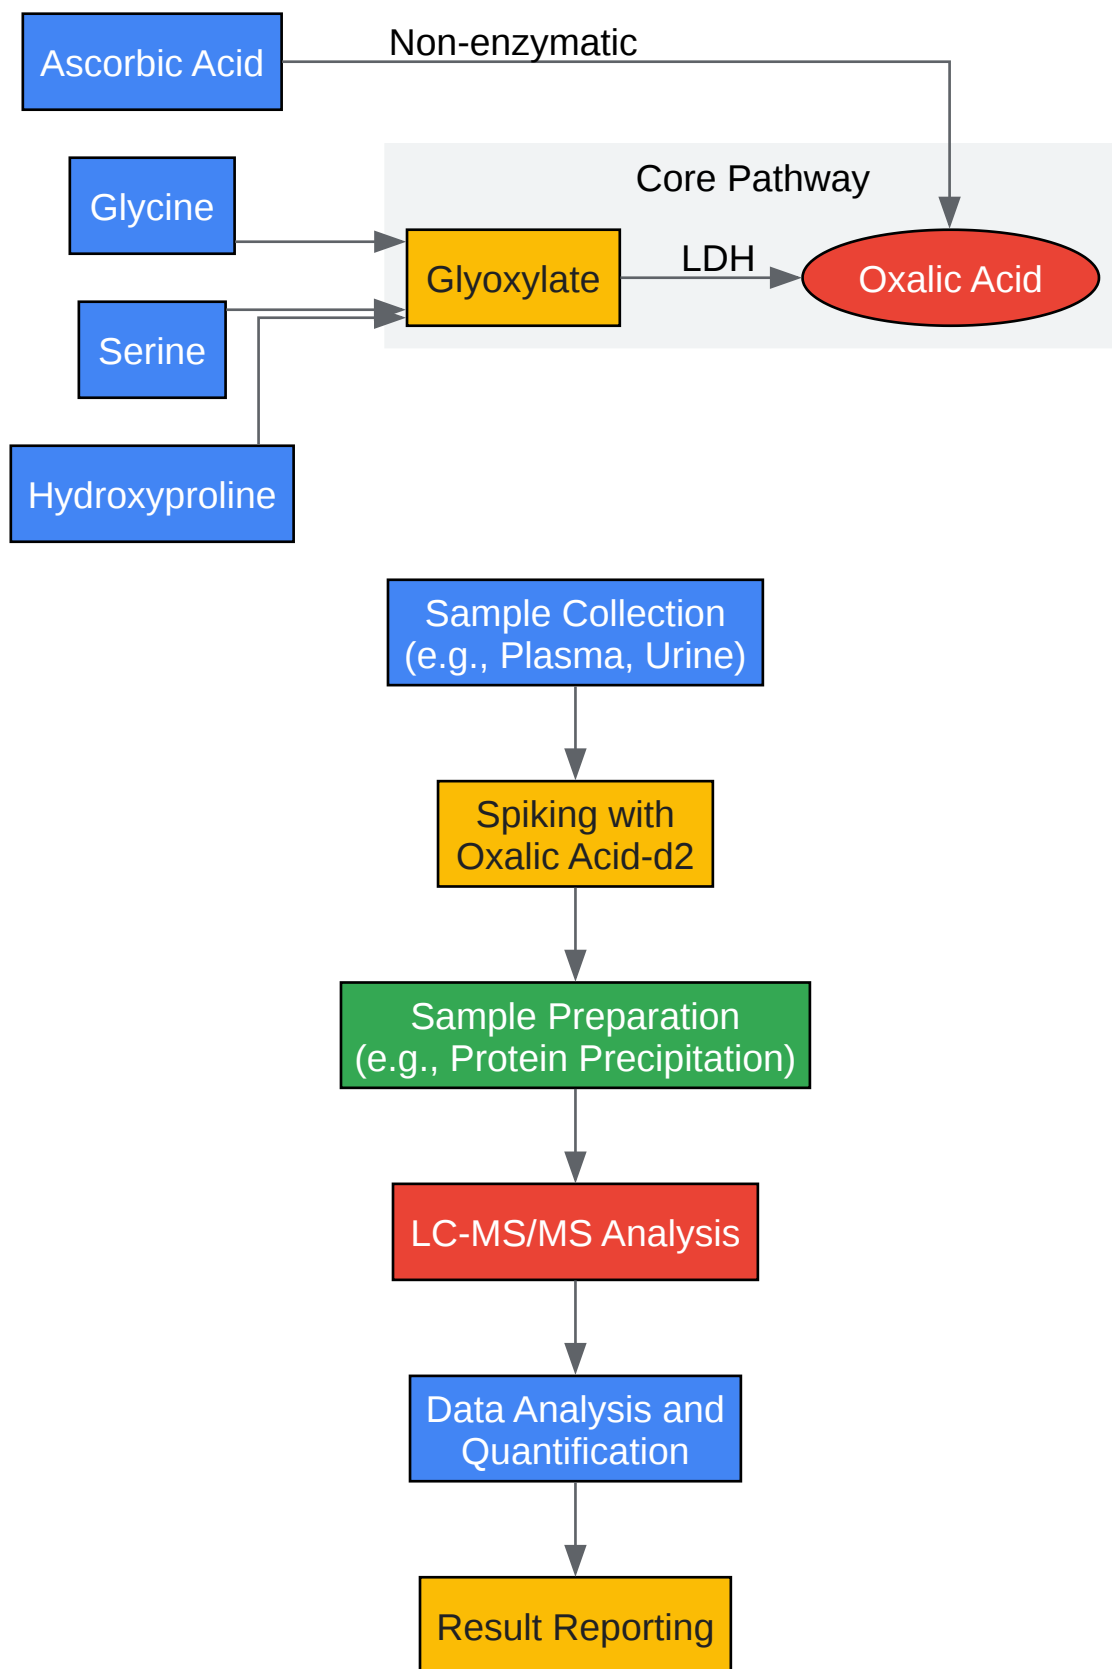 Non-enzymatic
Ascorbic Acid
Core Pathway
Glycine
LDH
Glyoxylate
Oxalic Acid
Serine
Hydroxyproline
Sample Collection
(e.g., Plasma, Urine)
Spiking with
Oxalic Acid-d2
Sample Preparation
(e.g., Protein Precipitation)
LC-MS/MS Analysis
Data Analysis and
Quantification
Result Reporting